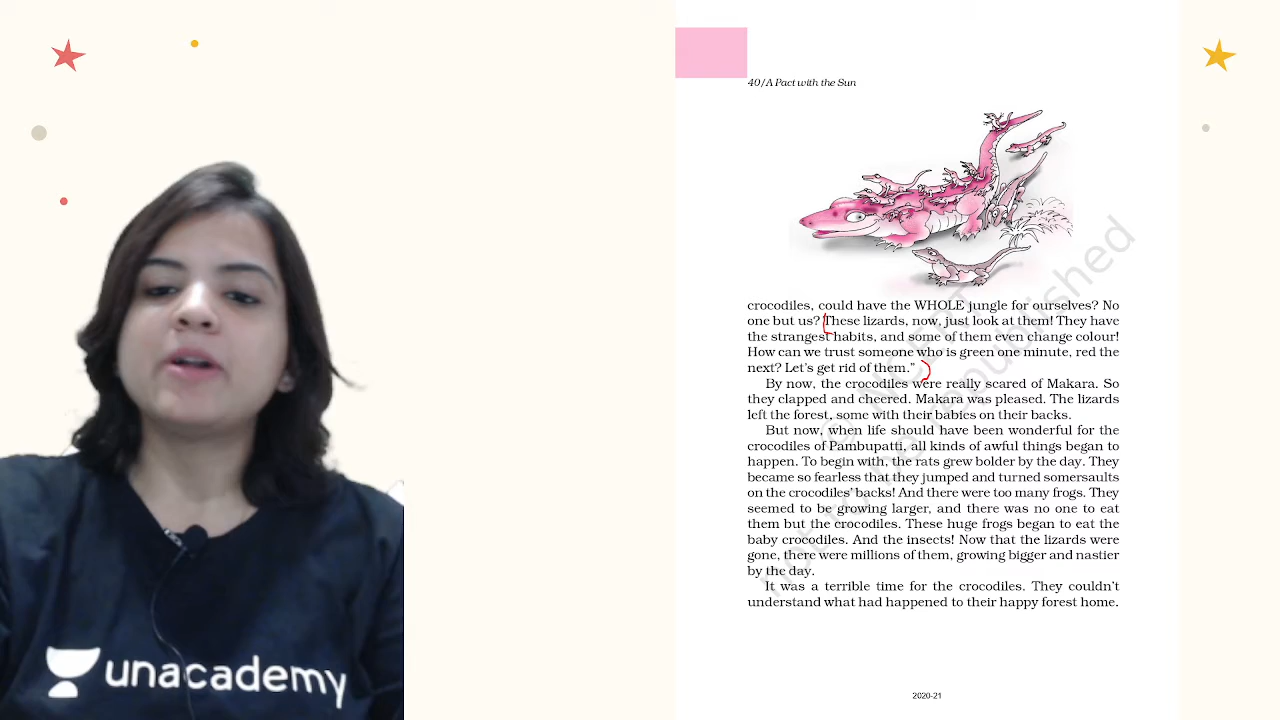 40/A Pact with the Sun
crocodiles, could have the WHOLE jungle for ourselves? No
one but us? These lizards, now, just look at them! They have
the strangest habits, and some of them even change colour!
How can we trust someone who is green one minute, red the
next? Let's get rid of them."
By now, the crocodiles were really scared of Makara. So
they clapped and cheered. Makara was pleased. The lizards
left the forest, some with their babies on their backs.
But now, when life should have been wonderful for the
crocodiles of Pambupatti, all kinds of awful things began to
happen. To begin with, the rats grew bolder by the day. They
became so fearless that they jumped and turned somersaults
on the crocodiles' backs! And there were too many frogs. They
seemed to be growing larger, and there was no one to eat
them but the crocodiles. These huge frogs began to eat the
baby crocodiles. And the insects! Now that the lizards were
gone, there were millions of them, growing bigger and nastier
by the day.
It was a terrible time for the crocodiles. They couldn't
understand what had happened to their happy forest home.
2020-21
unacademy
not to be published